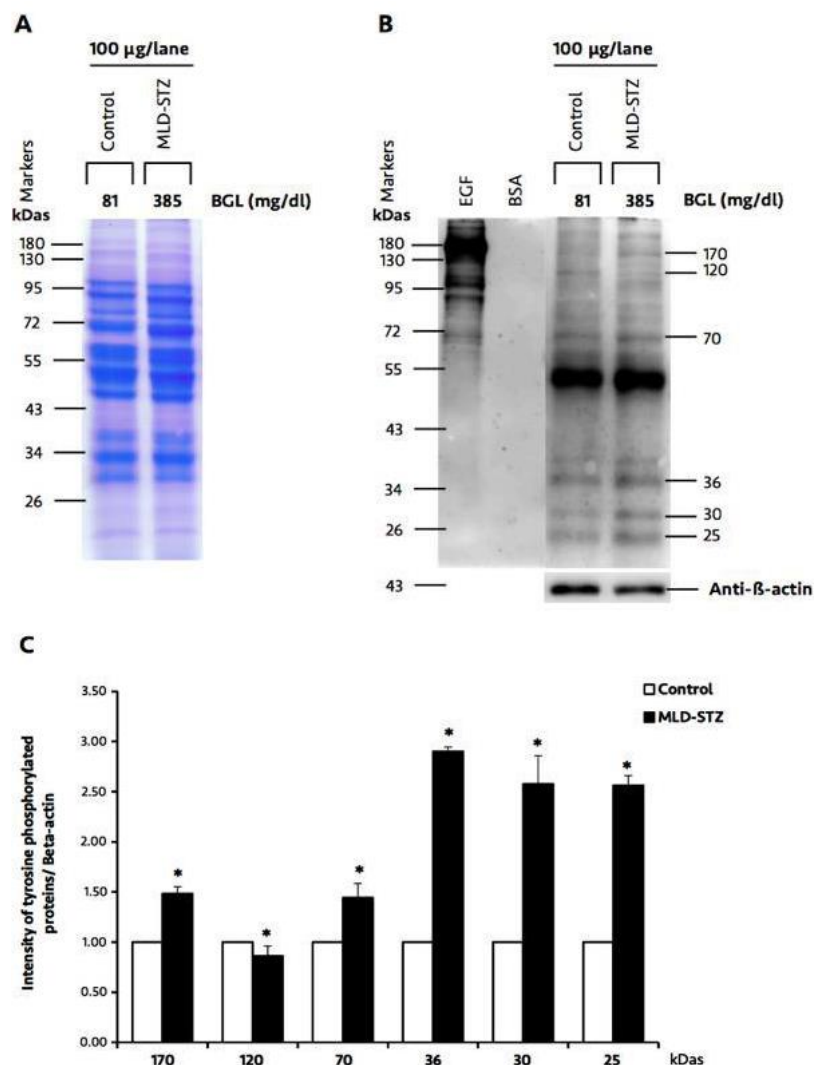 A
100 µg/lane
Control
MLD-STZ
Markers
kDas
81 385 BGL (mg/dl)
180
130
95
72
55
43
34
26
B
100 µg/lane
Control
MLD-STZ
Markers
kDas
EGF
BSA
81 385 BGL (mg/dl)
180
130
95
72
55
43
34
26
43
170
120
70
36
30
25
Anti-ß-actin
C
Intensity of tyrosine phosphorylated
proteins/ Beta-actin
3.50
3.00
2.50
2.00
1.50
1.00
0.50
0.00
Control
MLD-STZ
* * * * * *
170 120 70 36 30 25 kDas